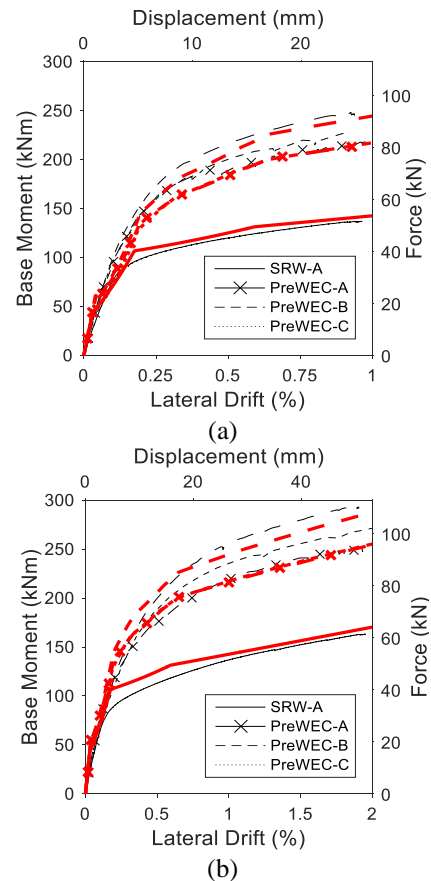 Displacement (mm)
0 10 20
300
250
200
150
100
50
0
Base Moment (kNm)
100
80
60
40
20
0
Force (kN)
SRW-A
PreWEC-A
PreWEC-B
PreWEC-C
0 0.25 0.5 0.75 1
Lateral Drift (%)
(a)
Displacement (mm)
0 20 40
300
250
200
150
100
50
0
Base Moment (kNm)
100
80
60
40
20
0
Force (kN)
SRW-A
PreWEC-A
PreWEC-B
PreWEC-C
0 0.5 1 1.5 2
Lateral Drift (%)
(b)